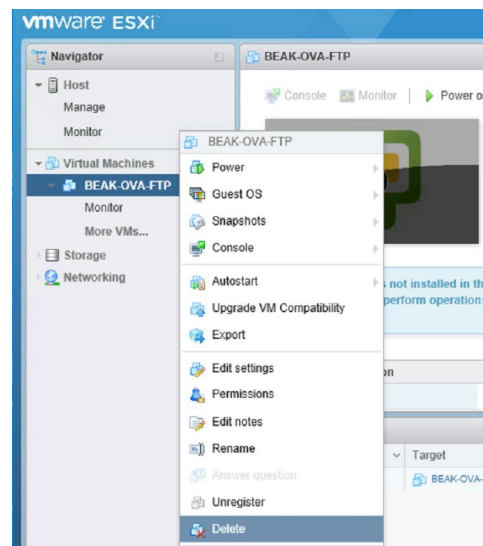 vmware ESXi
Navigator
BEAK-OVA-FTP
Host
Manage
Monitor
Console
Monitor
Power o
BEAK-OVA-FTP
Virtual Machines
BEAK-OVA-FTP
Monitor
More VMs...
Storage
Networking
Power
Guest OS
Snapshots
Console
Autostart
Upgrade VM Compatibility
Export
Edit settings
Permissions
Edit notes
Rename
Answer question
Unregister
Delete
not installed in th
perform operation
on
Target
BEAK-OVA-